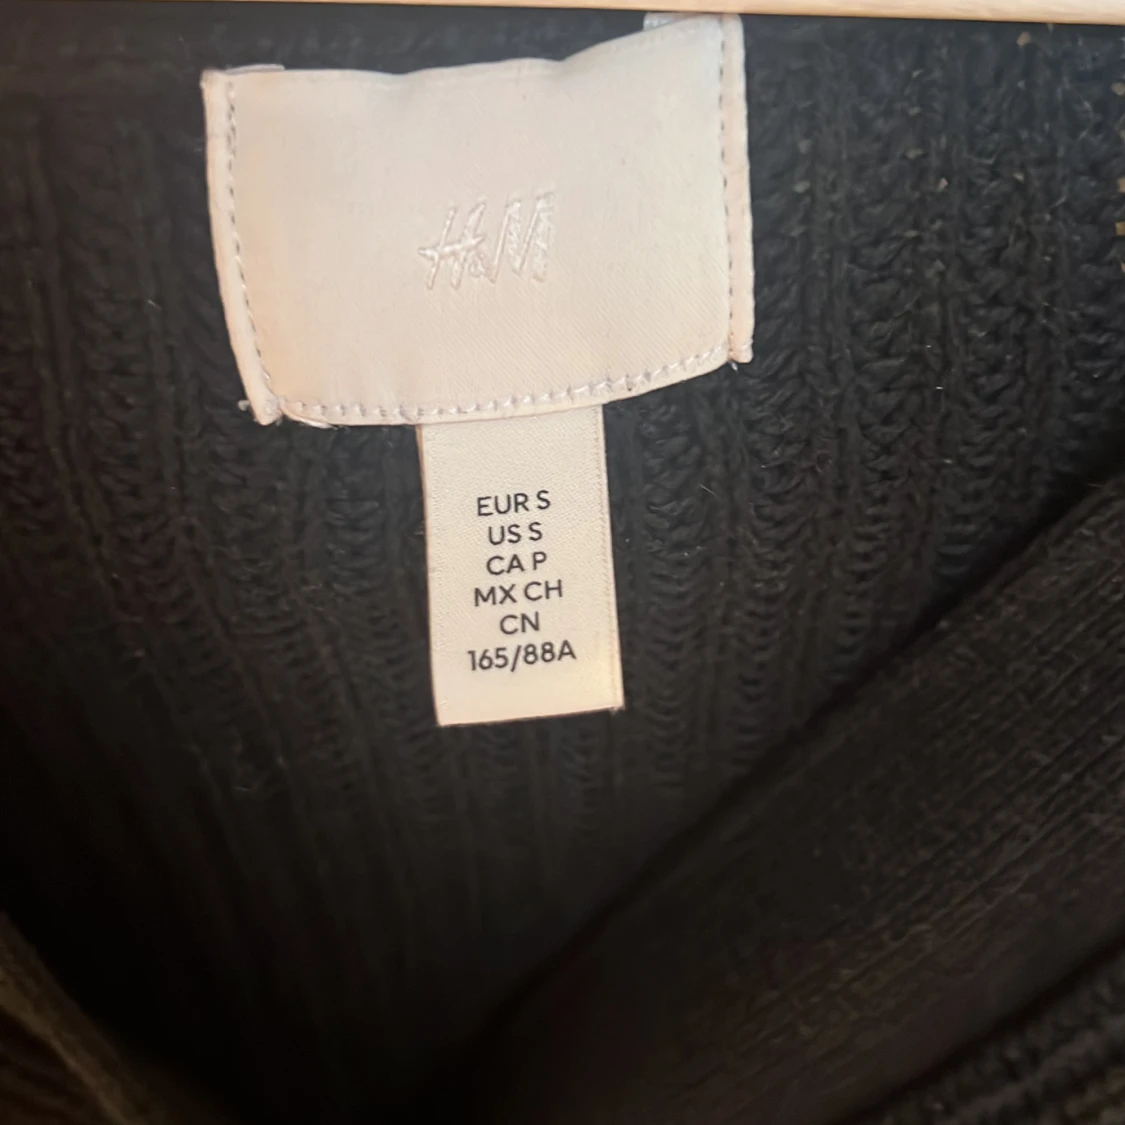 H&M
EUR S
US S
CA P
MX CH
CN
165/88A